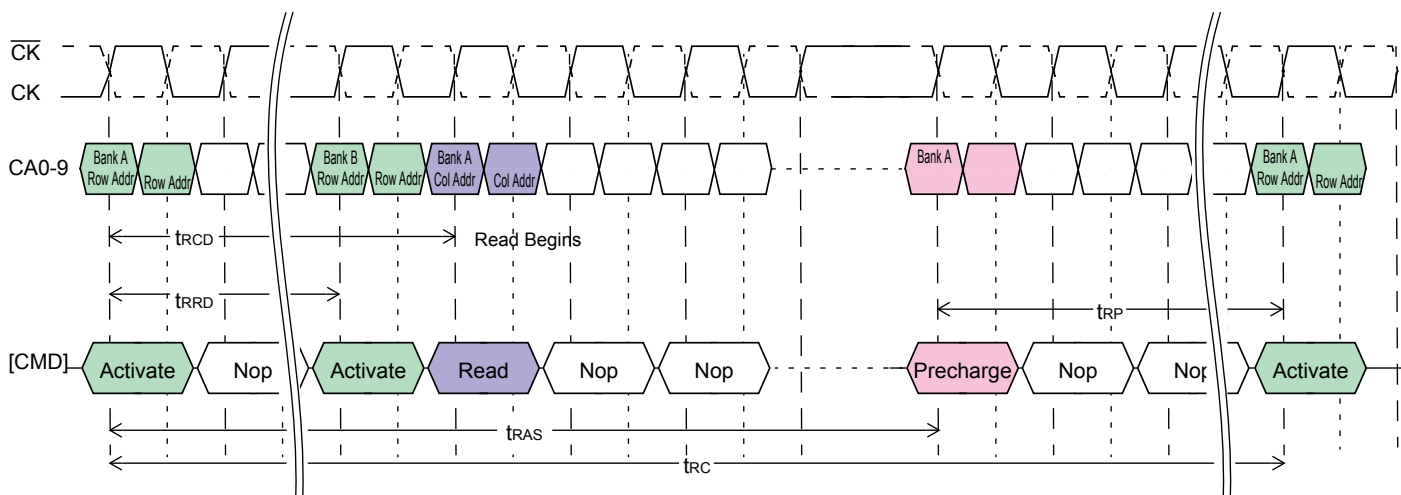 CK
CK
CA0-9
Bank A
Row Addr
Row Addr
Bank B
Row Addr
Row Addr
Bank A
Col Addr
Col Addr
Bank A
Bank A
Row Addr
Row Addr
tRCD
Read Begins
tRRD
tRP
[CMD]
Activate
Nop
Activate
Read
Nop
Nop
Precharge
Nop
Nop
Activate
tRAS
tRC